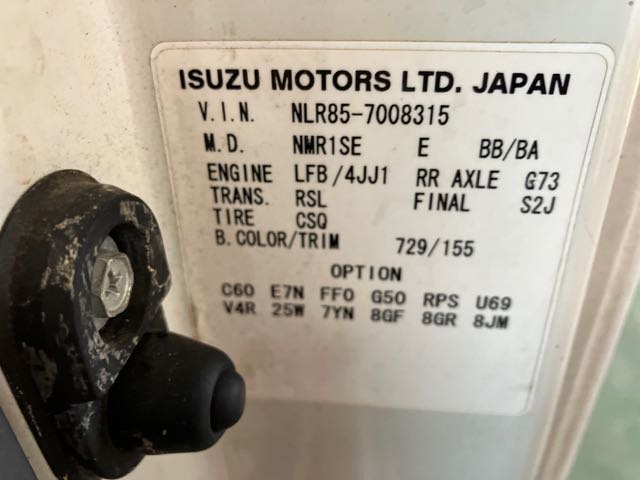 ISUZU MOTORS LTD. JAPAN
V.I.N. NLR85-7008315
M.D. NMR1SE E BB/BA
ENGINE LFB/4JJ1 RR AXLE G73
TRANS. RSL FINAL S2J
TIRE CSQ
B.COLOR/TRIM 729/155
OPTION
C60 E7N FF0 G50 RPS U69
V4R 25W 7YN 8GF 8GR 8JM